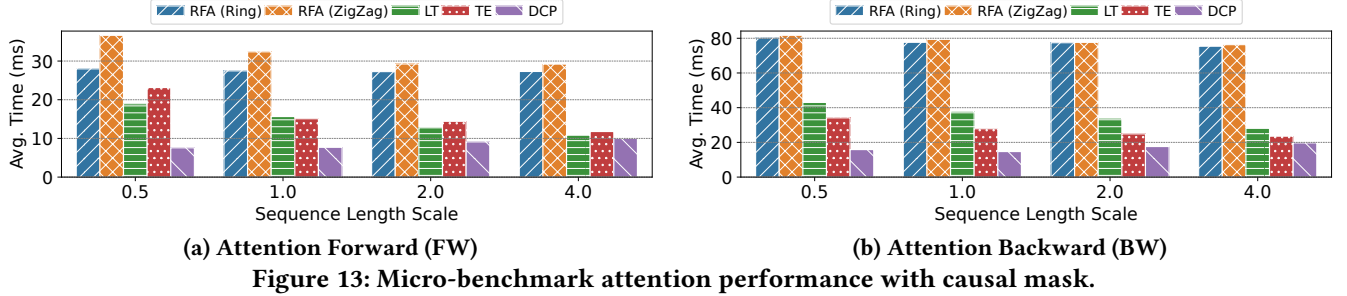 RFA (Ring) RFA (ZigZag) LT TE DCP
Avg. Time (ms)
30
20
10
0
0.5 1.0 2.0 4.0
Sequence Length Scale
(a) Attention Forward (FW)
RFA (Ring) RFA (ZigZag) LT TE DCP
Avg. Time (ms)
80
60
40
20
0
0.5 1.0 2.0 4.0
Sequence Length Scale
(b) Attention Backward (BW)
Figure 13: Micro-benchmark attention performance with causal mask.